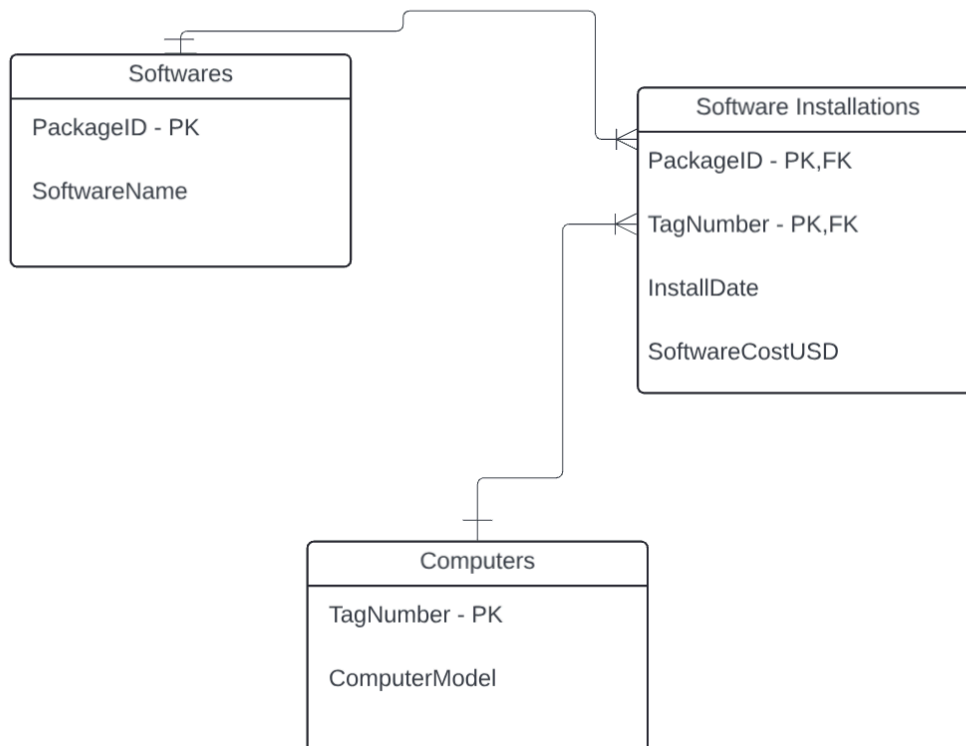 Softwares
PackageID - PK
SoftwareName
Software Installations
PackageID - PK,FK
TagNumber - PK,FK
InstallDate
SoftwareCostUSD
Computers
TagNumber - PK
ComputerModel